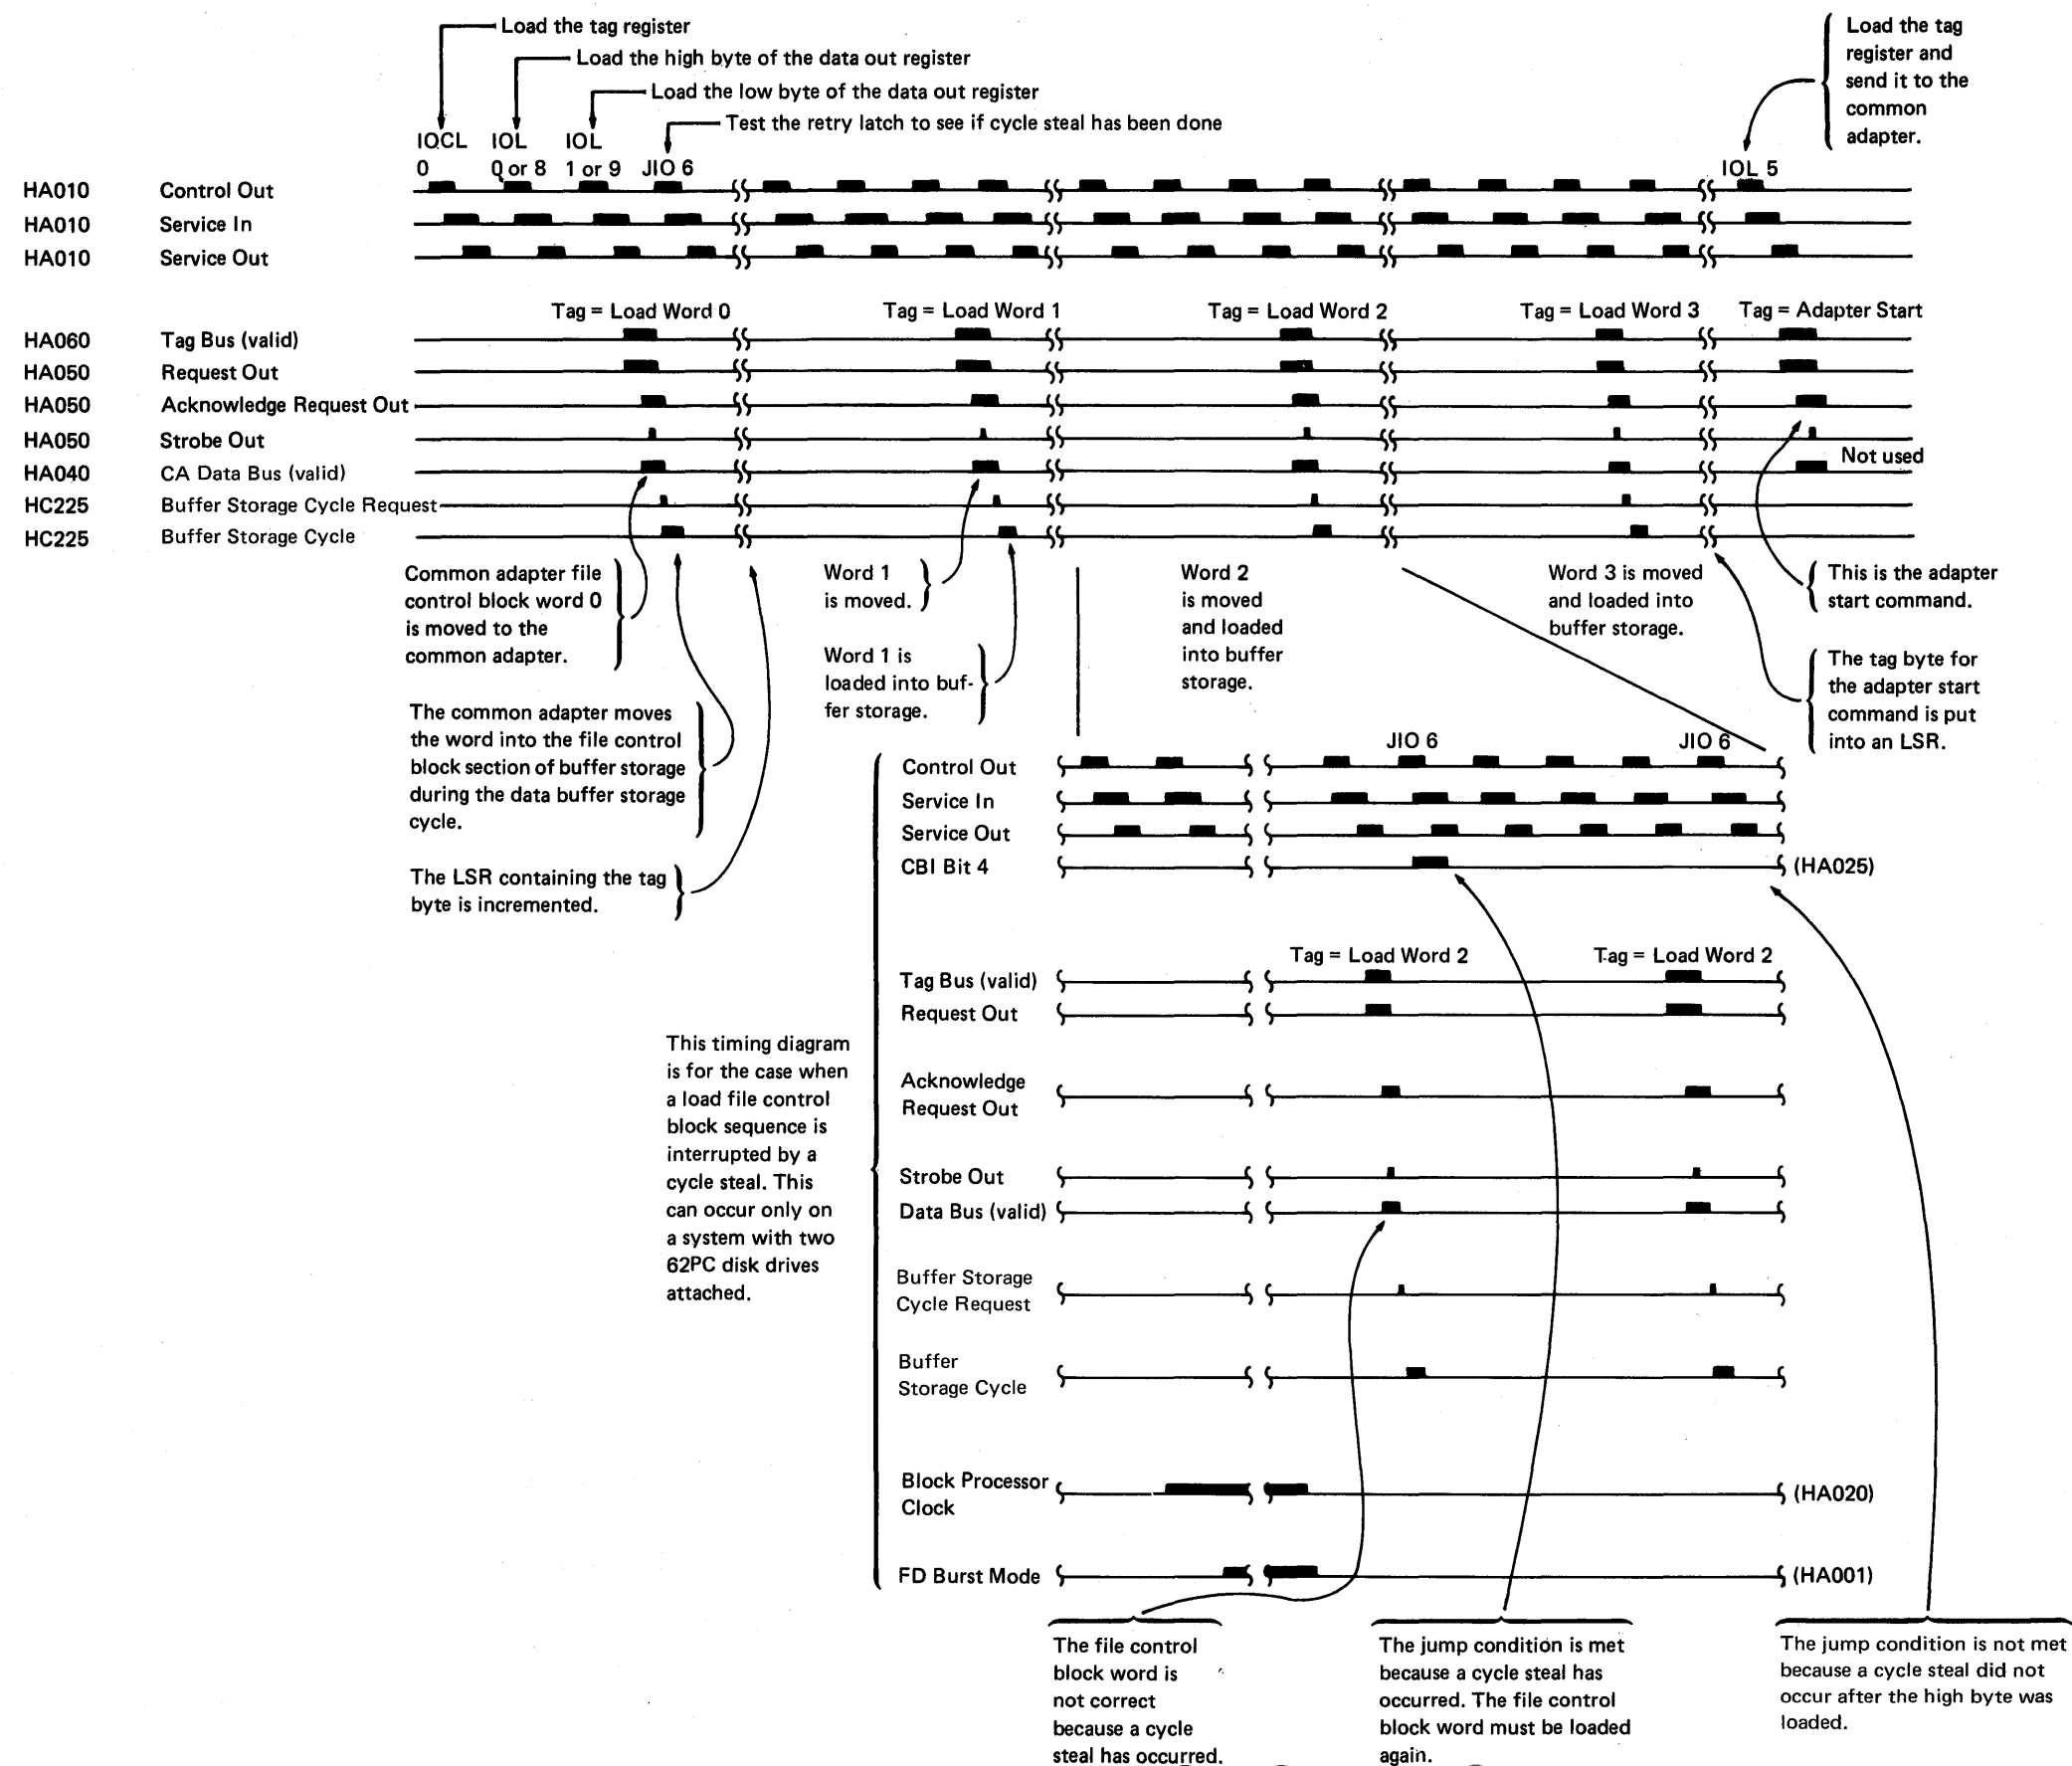 Load the tag register
Load the high byte of the data out register
Load the low byte of the data out register
Test the retry latch to see if cycle steal has been done
Load the tag
register and
send it to the
common
adapter.
IOCL IOL IOL
0 0 or 8 1 or 9 JIO 6 IOL 5
HA010 Control Out
HA010 Service In
HA010 Service Out
Tag = Load Word 0 Tag = Load Word 1 Tag = Load Word 2 Tag = Load Word 3 Tag = Adapter Start
HA060 Tag Bus (valid)
HA050 Request Out
HA050 Acknowledge Request Out
HA050 Strobe Out
HA040 CA Data Bus (valid) Not used
HC225 Buffer Storage Cycle Request
HC225 Buffer Storage Cycle
Common adapter file
control block word 0
is moved to the
common adapter.
The common adapter moves
the word into the file control
block section of buffer storage
during the data buffer storage
cycle.
The LSR containing the tag
byte is incremented.
Word 1
is moved.
Word 1 is
loaded into buf-
fer storage.
Word 2
is moved
and loaded
into buffer
storage.
Word 3 is moved
and loaded into
buffer storage.
This is the adapter
start command.
The tag byte for
the adapter start
command is put
into an LSR.
JIO 6 JIO 6
Control Out
Service In
Service Out
CBI Bit 4 (HA025)
Tag = Load Word 2 Tag = Load Word 2
Tag Bus (valid)
Request Out
Acknowledge
Request Out
Strobe Out
Data Bus (valid)
Buffer Storage
Cycle Request
Buffer
Storage Cycle
Block Processor
Clock (HA020)
FD Burst Mode (HA001)
This timing diagram
is for the case when
a load file control
block sequence is
interrupted by a
cycle steal. This
can occur only on
a system with two
62PC disk drives
attached.
The file control
block word is
not correct
because a cycle
steal has occurred.
The jump condition is met
because a cycle steal has
occurred. The file control
block word must be loaded
again.
The jump condition is not met
because a cycle steal did not
occur after the high byte was
loaded.